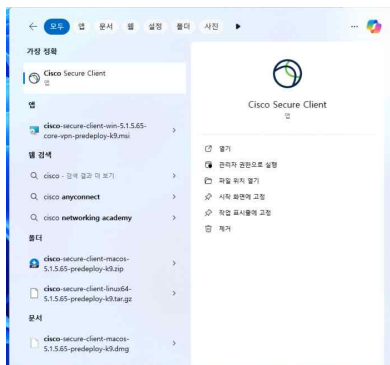 모두 앱 문서 웹 설정 폴더 사진
가장 정확
Cisco Secure Client
앱
앱
cisco-secure-client-win-5.1.5.65-
core-vpn-predeploy-k9.msi
웹 검색
cisco - 검색 결과 더 보기
cisco anyconnect
cisco networking academy
폴더
cisco-secure-client-macos-
5.1.5.65-predeploy-k9.zip
cisco-secure-client-linux64-
5.1.5.65-predeploy-k9.tar.gz
문서
cisco-secure-client-macos-
5.1.5.65-predeploy-k9.dmg
Cisco Secure Client
앱
열기
관리자 권한으로 실행
파일 위치 열기
시작 화면에 고정
작업 표시줄에 고정
제거